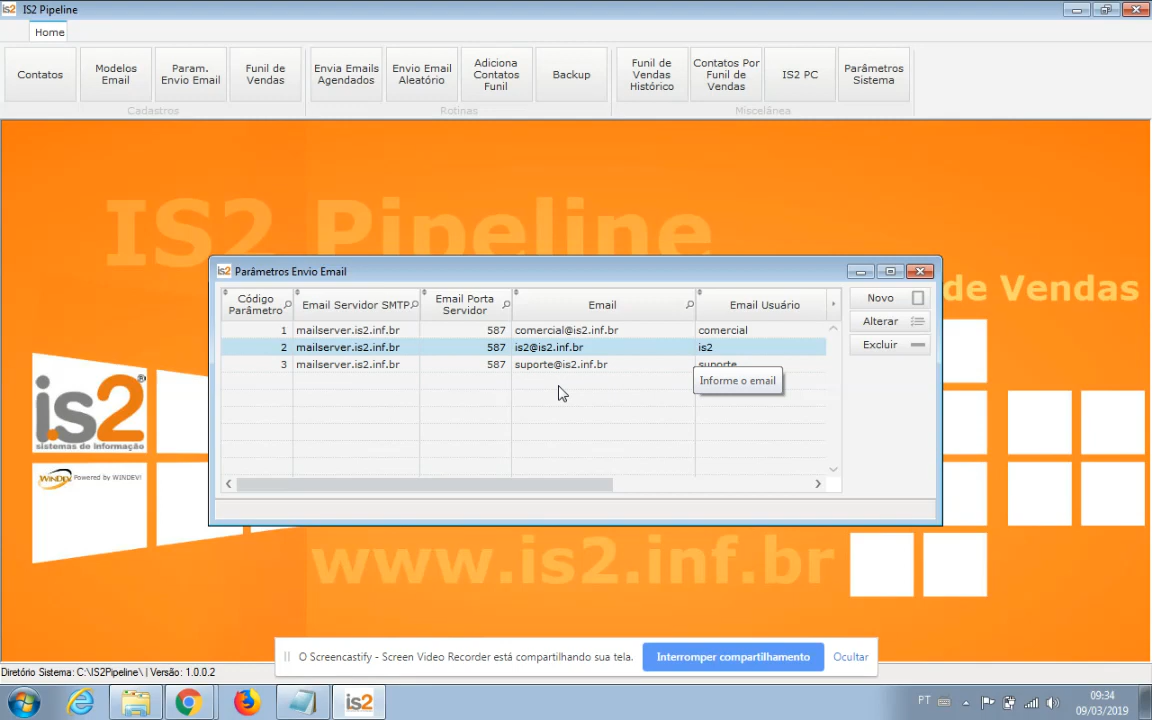 IS2 Pipeline
Home
Contatos
Modelos
Email
Param.
Envio Email
Funil de
Vendas
Envia Emails
Agendados
Envio Email
Aleatório
Adiciona
Contatos
Funil
Backup
Funil de
Vendas
Histórico
Contatos Por
Funil de
Vendas
IS2 PC
Parâmetros
Sistema
Cadastros
Rotinas
Miscelânea
IS2 Pipeline
de Vendas
Parâmetros Envio Email
Código
Parâmetro
Email Servidor SMTP
Email Porta
Servidor
Email
Email Usuário
1 mailserver.is2.inf.br 587 comercial@is2.inf.br comercial
2 mailserver.is2.inf.br 587 is2@is2.inf.br is2
3 mailserver.is2.inf.br 587 suporte@is2.inf.br suporte
Informe o email
Novo
Alterar
Excluir
is2
sistemas de informação
WINDEV Powered by WINDEV!
www.is2.inf.br
O Screencastify - Screen Video Recorder está compartilhando sua tela.
Interromper compartilhamento
Ocultar
Diretório Sistema: C:\IS2Pipeline\ | Versão: 1.0.0.2
is2
PT
09:34
09/03/2019